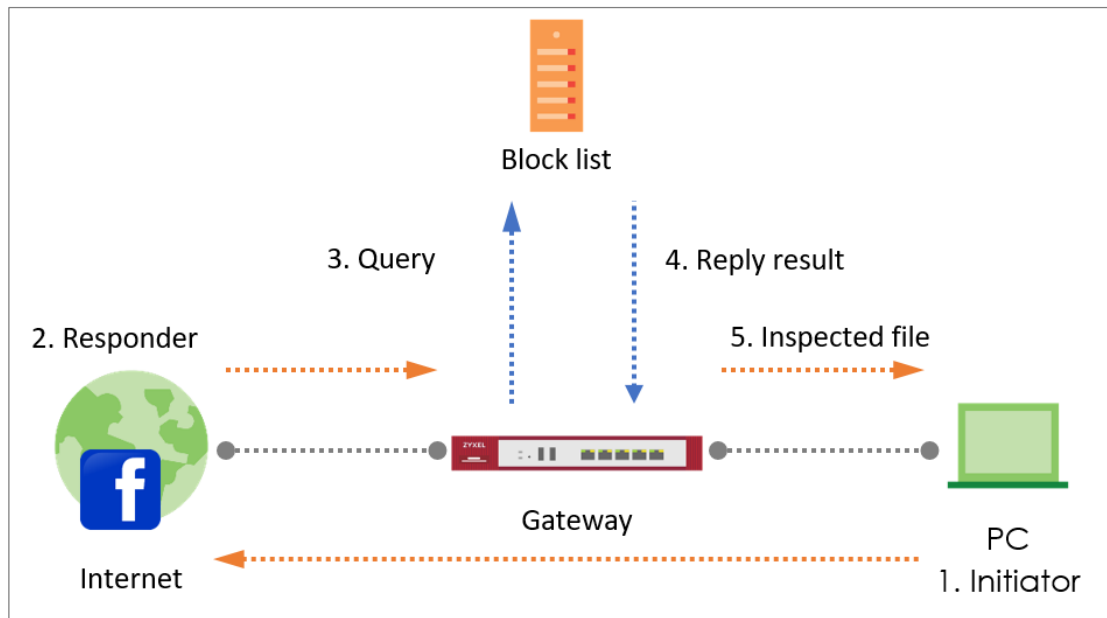 Block list
3. Query
4. Reply result
2. Responder
5. Inspected file
ZYXEL
f
Gateway
Internet
PC
1. Initiator